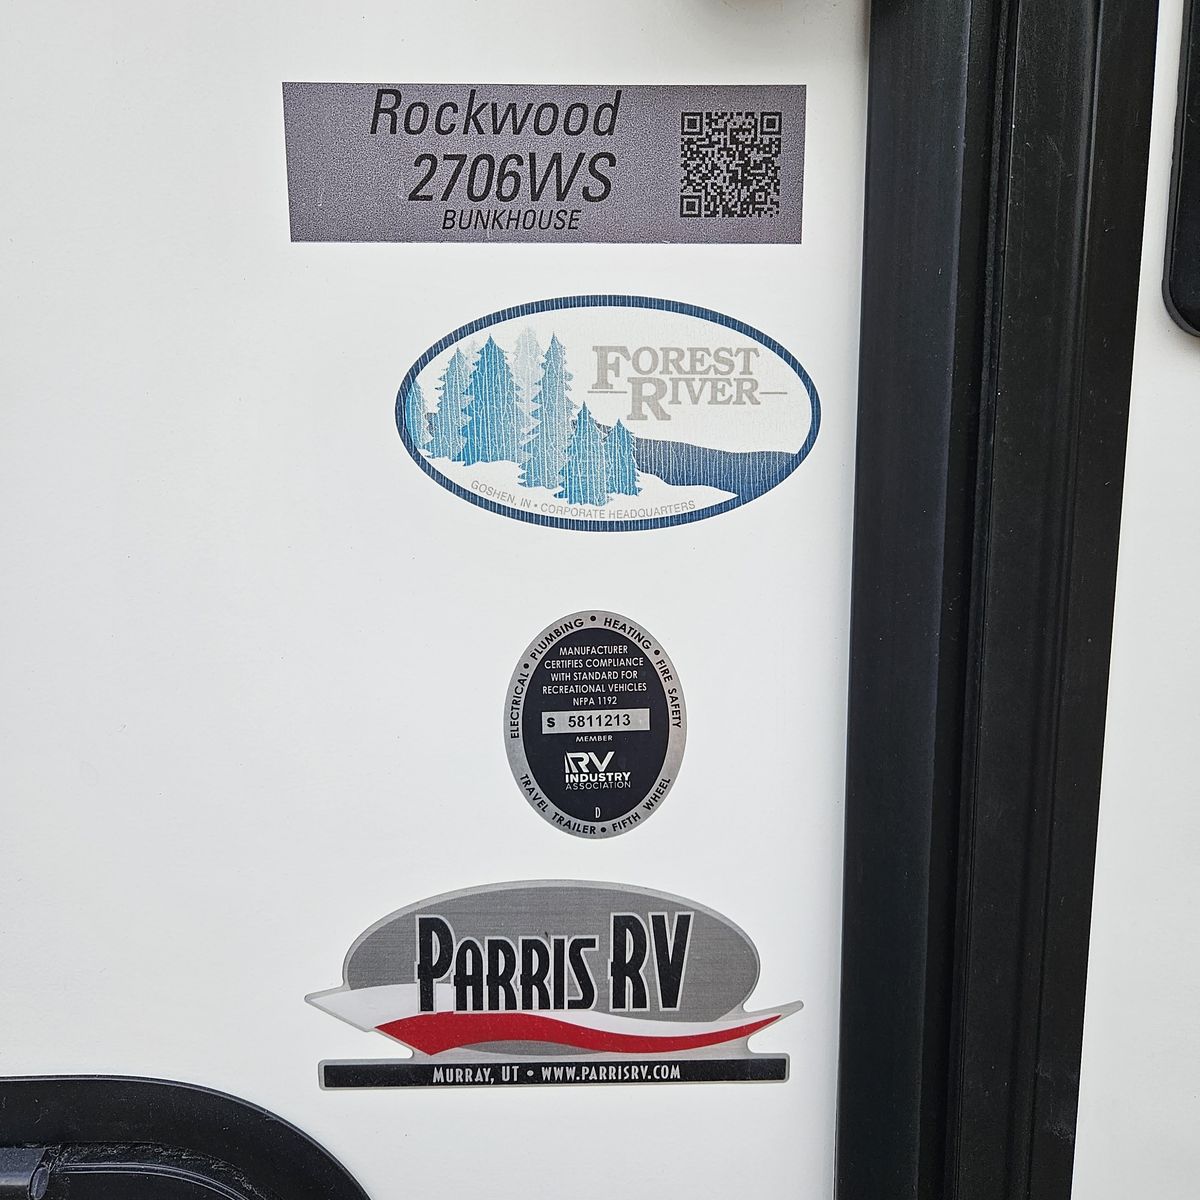 Rockwood
2706WS
BUNKHOUSE
FOREST
RIVER
GOSHEN, IN • CORPORATE HEADQUARTERS
ELECTRICAL • PLUMBING • HEATING • FIRE SAFETY
MANUFACTURER
CERTIFIES COMPLIANCE
WITH STANDARD FOR
RECREATIONAL VEHICLES
NFPA 1192
S 5811213
MEMBER
RV
INDUSTRY
ASSOCIATION
D
TRAVEL TRAILER • FIFTH WHEEL
PARRIS RV
MURRAY, UT • WWW.PARRISRV.COM